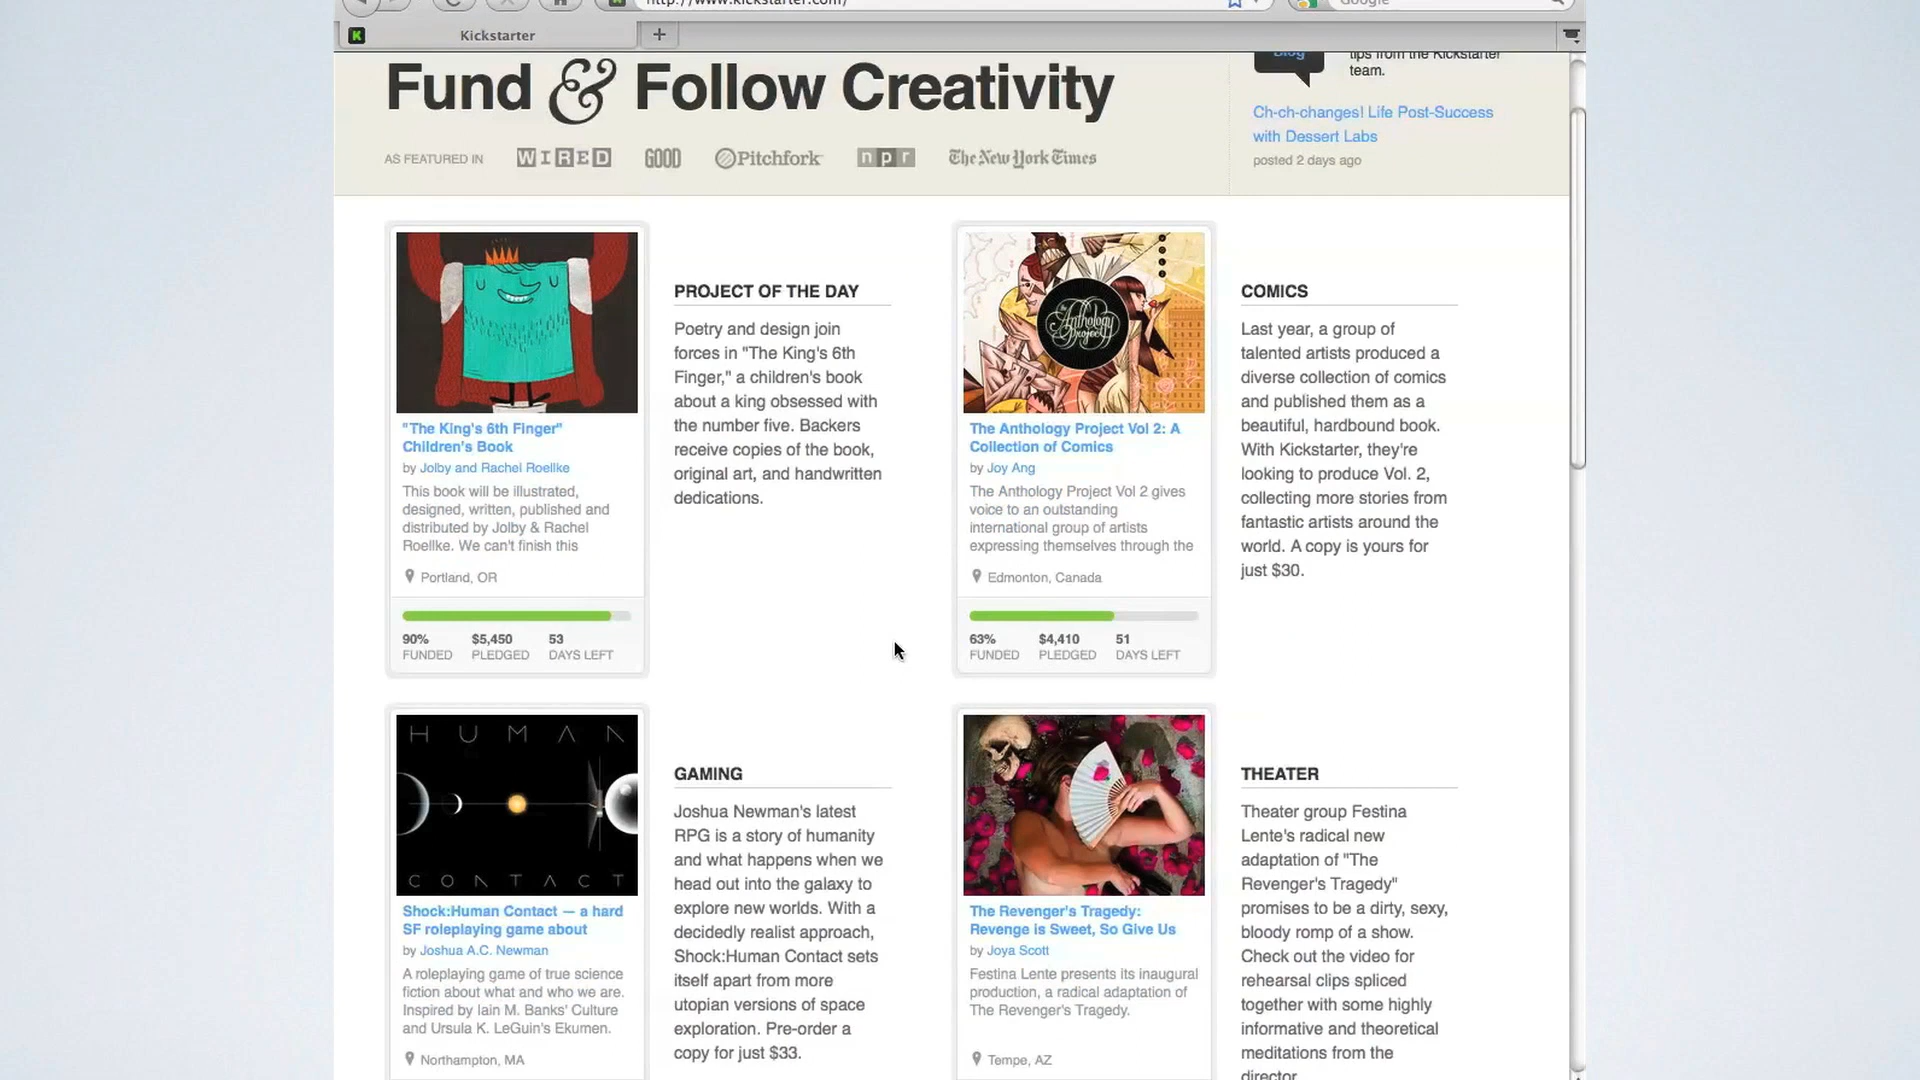 http://www.kickstarter.com/
Google
Kickstarter
Fund & Follow Creativity
AS FEATURED IN WIRED GOOD Pitchfork npr The New York Times
Blog
tips from the Kickstarter
team.
Ch-ch-changes! Life Post-Success
with Dessert Labs
posted 2 days ago
"The King's 6th Finger"
Children's Book
by Jolby and Rachel Roellke
This book will be illustrated,
designed, written, published and
distributed by Jolby & Rachel
Roellke. We can't finish this
Portland, OR
90% $5,450 53
FUNDED PLEDGED DAYS LEFT
PROJECT OF THE DAY
Poetry and design join
forces in "The King's 6th
Finger," a children's book
about a king obsessed with
the number five. Backers
receive copies of the book,
original art, and handwritten
dedications.
the Anthology Project
The Anthology Project Vol 2: A
Collection of Comics
by Joy Ang
The Anthology Project Vol 2 gives
voice to an outstanding
international group of artists
expressing themselves through the
Edmonton, Canada
63% $4,410 51
FUNDED PLEDGED DAYS LEFT
COMICS
Last year, a group of
talented artists produced a
diverse collection of comics
and published them as a
beautiful, hardbound book.
With Kickstarter, they're
looking to produce Vol. 2,
collecting more stories from
fantastic artists around the
world. A copy is yours for
just $30.
HUMAN
CONTACT
Shock:Human Contact — a hard
SF roleplaying game about
by Joshua A.C. Newman
A roleplaying game of true science
fiction about what and who we are.
Inspired by Iain M. Banks' Culture
and Ursula K. LeGuin's Ekumen.
Northampton, MA
GAMING
Joshua Newman's latest
RPG is a story of humanity
and what happens when we
head out into the galaxy to
explore new worlds. With a
decidedly realist approach,
Shock:Human Contact sets
itself apart from more
utopian versions of space
exploration. Pre-order a
copy for just $33.
The Revenger's Tragedy:
Revenge is Sweet, So Give Us
by Joya Scott
Festina Lente presents its inaugural
production, a radical adaptation of
The Revenger's Tragedy.
Tempe, AZ
THEATER
Theater group Festina
Lente's radical new
adaptation of "The
Revenger's Tragedy"
promises to be a dirty, sexy,
bloody romp of a show.
Check out the video for
rehearsal clips spliced
together with some highly
informative and theoretical
meditations from the
director.